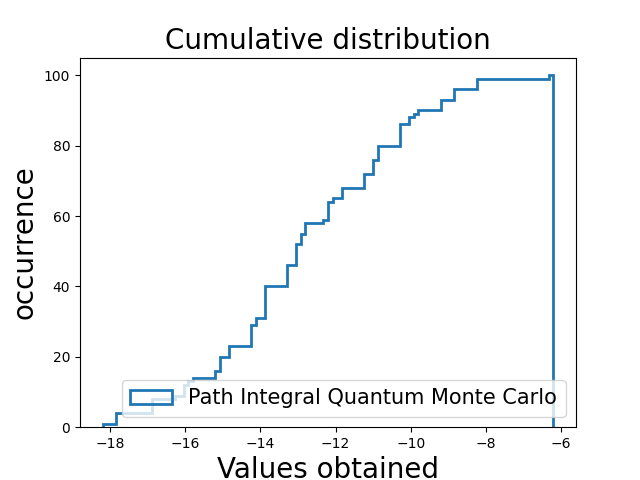 Cumulative distribution
occurrence
100
80
60
40
20
0
Path Integral Quantum Monte Carlo
−18 −16 −14 −12 −10 −8 −6
Values obtained